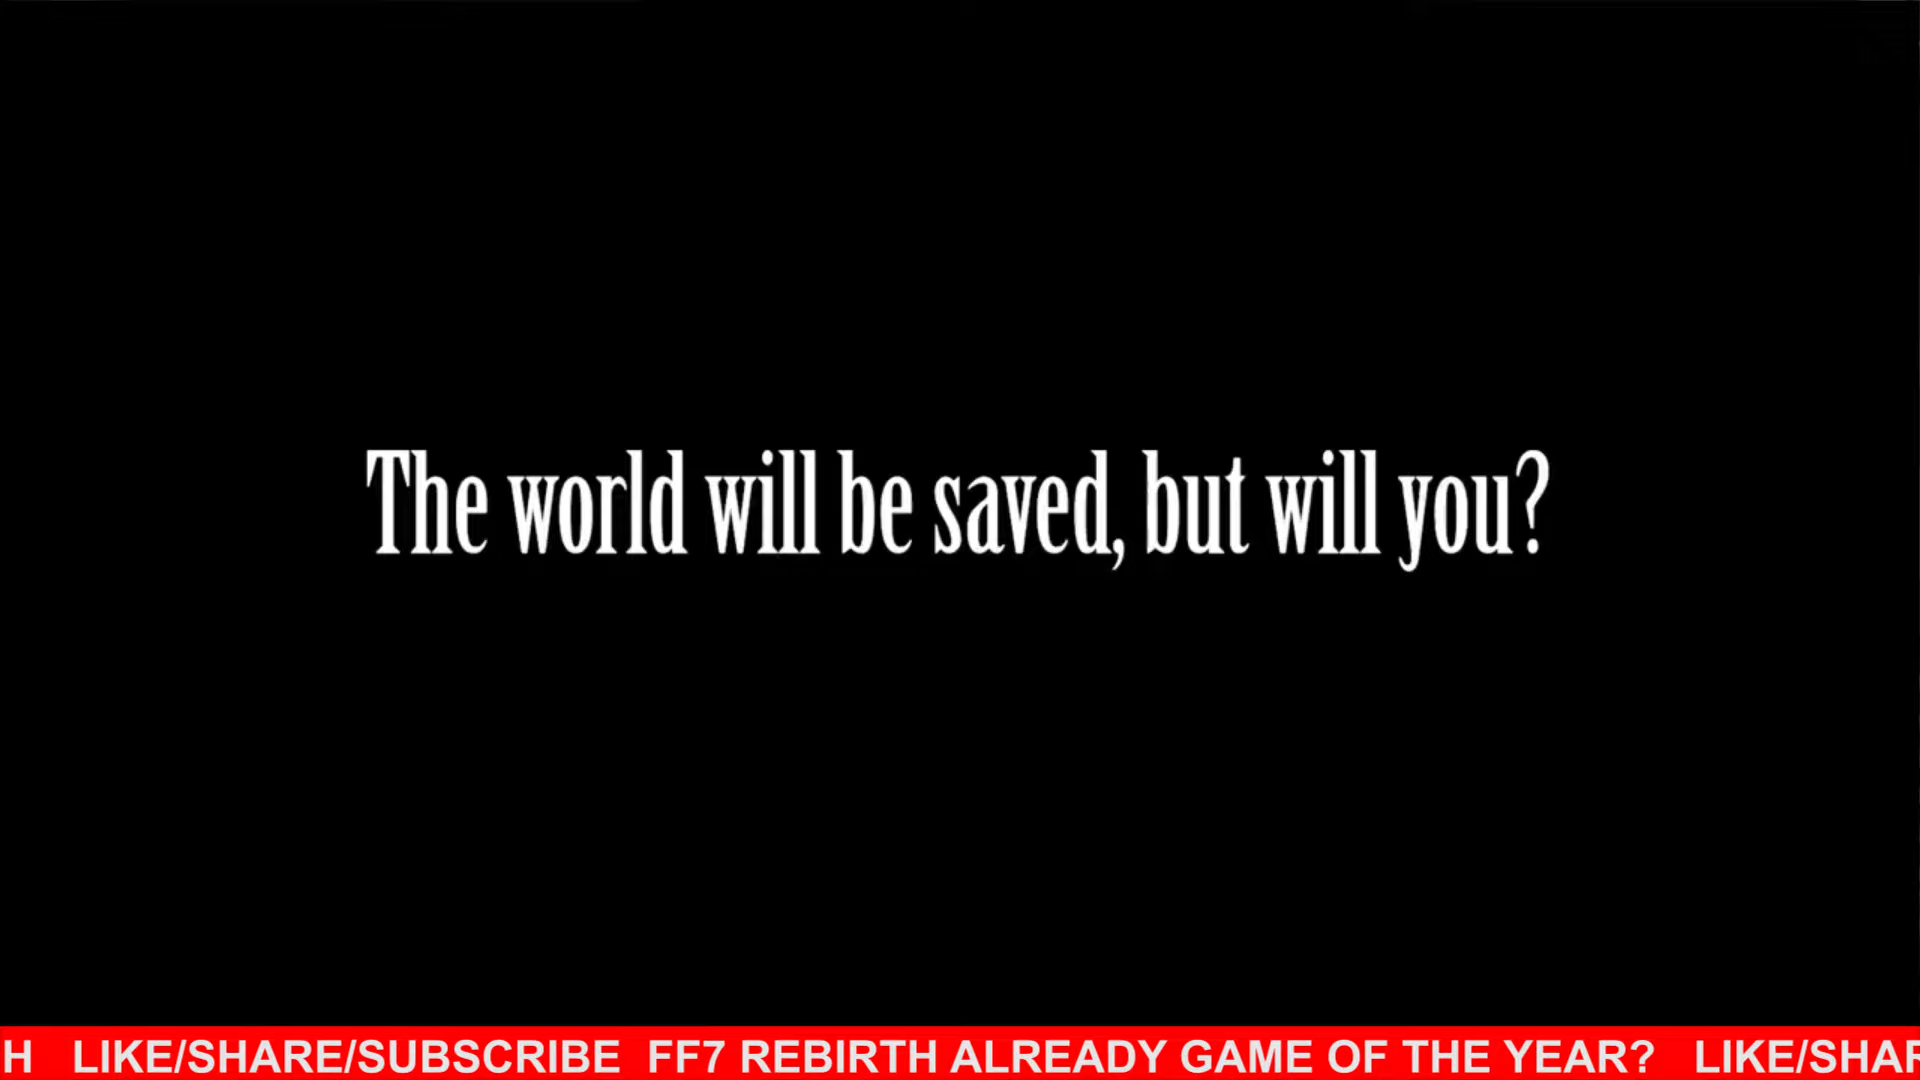 The world will be saved, but will you?
H LIKE/SHARE/SUBSCRIBE FF7 REBIRTH ALREADY GAME OF THE YEAR? LIKE/SHAR